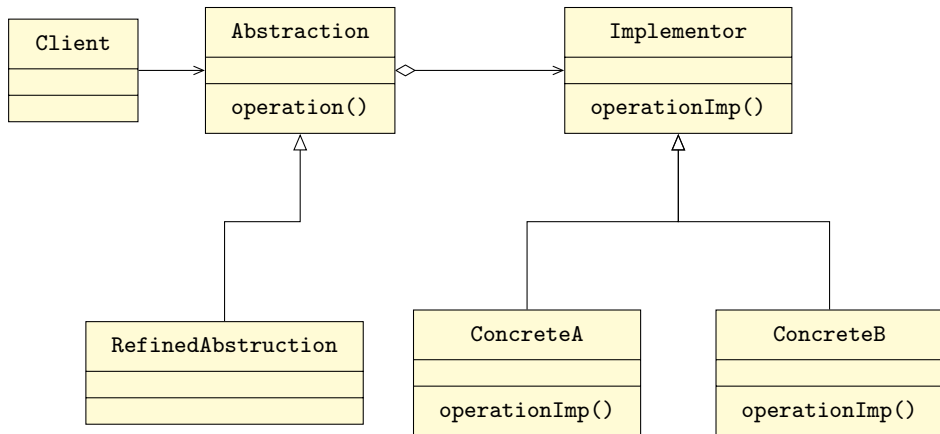 Client
Abstraction
operation()
Implementor
operationImp()
RefinedAbstruction
ConcreteA
operationImp()
ConcreteB
operationImp()